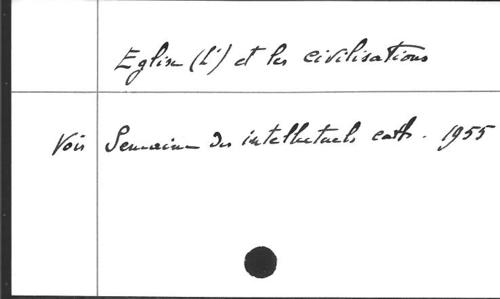 Eglise (L') et les civilisations
Voir Semaine des intellectuels cath. 1955